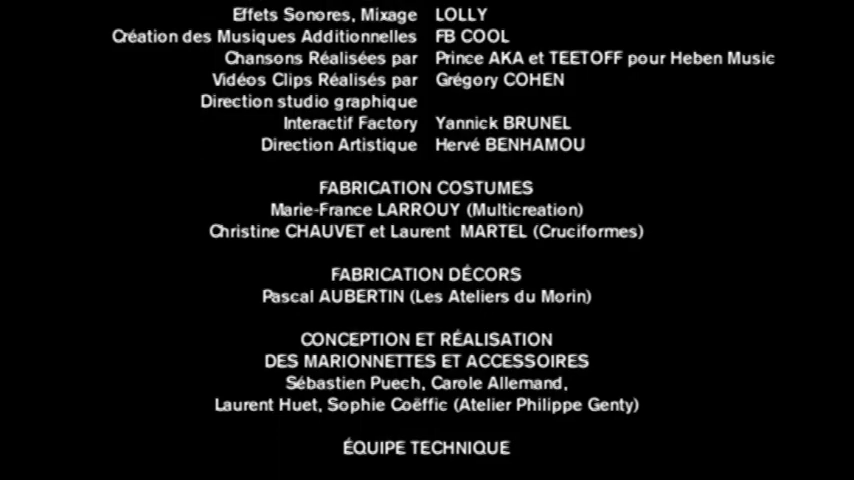 Effets Sonores, Mixage LOLLY
Création des Musiques Additionnelles FB COOL
Chansons Réalisées par Prince AKA et TEETOFF pour Heben Music
Vidéos Clips Réalisés par Grégory COHEN
Direction studio graphique
Interactif Factory Yannick BRUNEL
Direction Artistique Hervé BENHAMOU
FABRICATION COSTUMES
Marie-France LARROUY (Multicreation)
Christine CHAUVET et Laurent MARTEL (Cruciformes)
FABRICATION DÉCORS
Pascal AUBERTIN (Les Ateliers du Morin)
CONCEPTION ET RÉALISATION
DES MARIONNETTES ET ACCESSOIRES
Sébastien Puech, Carole Allemand,
Laurent Huet, Sophie Coëffic (Atelier Philippe Genty)
ÉQUIPE TECHNIQUE